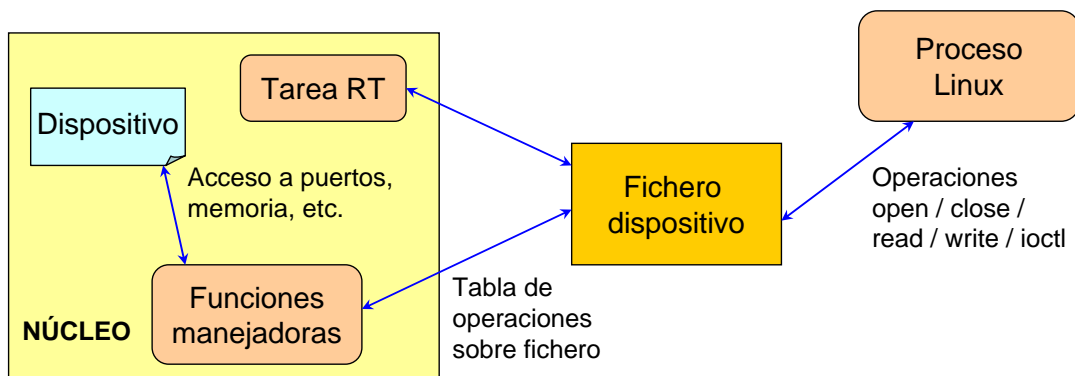 Proceso
Linux
Tarea RT
Dispositivo
Acceso a puertos,
memoria, etc.
Fichero
dispositivo
Operaciones
open / close /
read / write / ioctl
Funciones
manejadoras
NÚCLEO
Tabla de
operaciones
sobre fichero